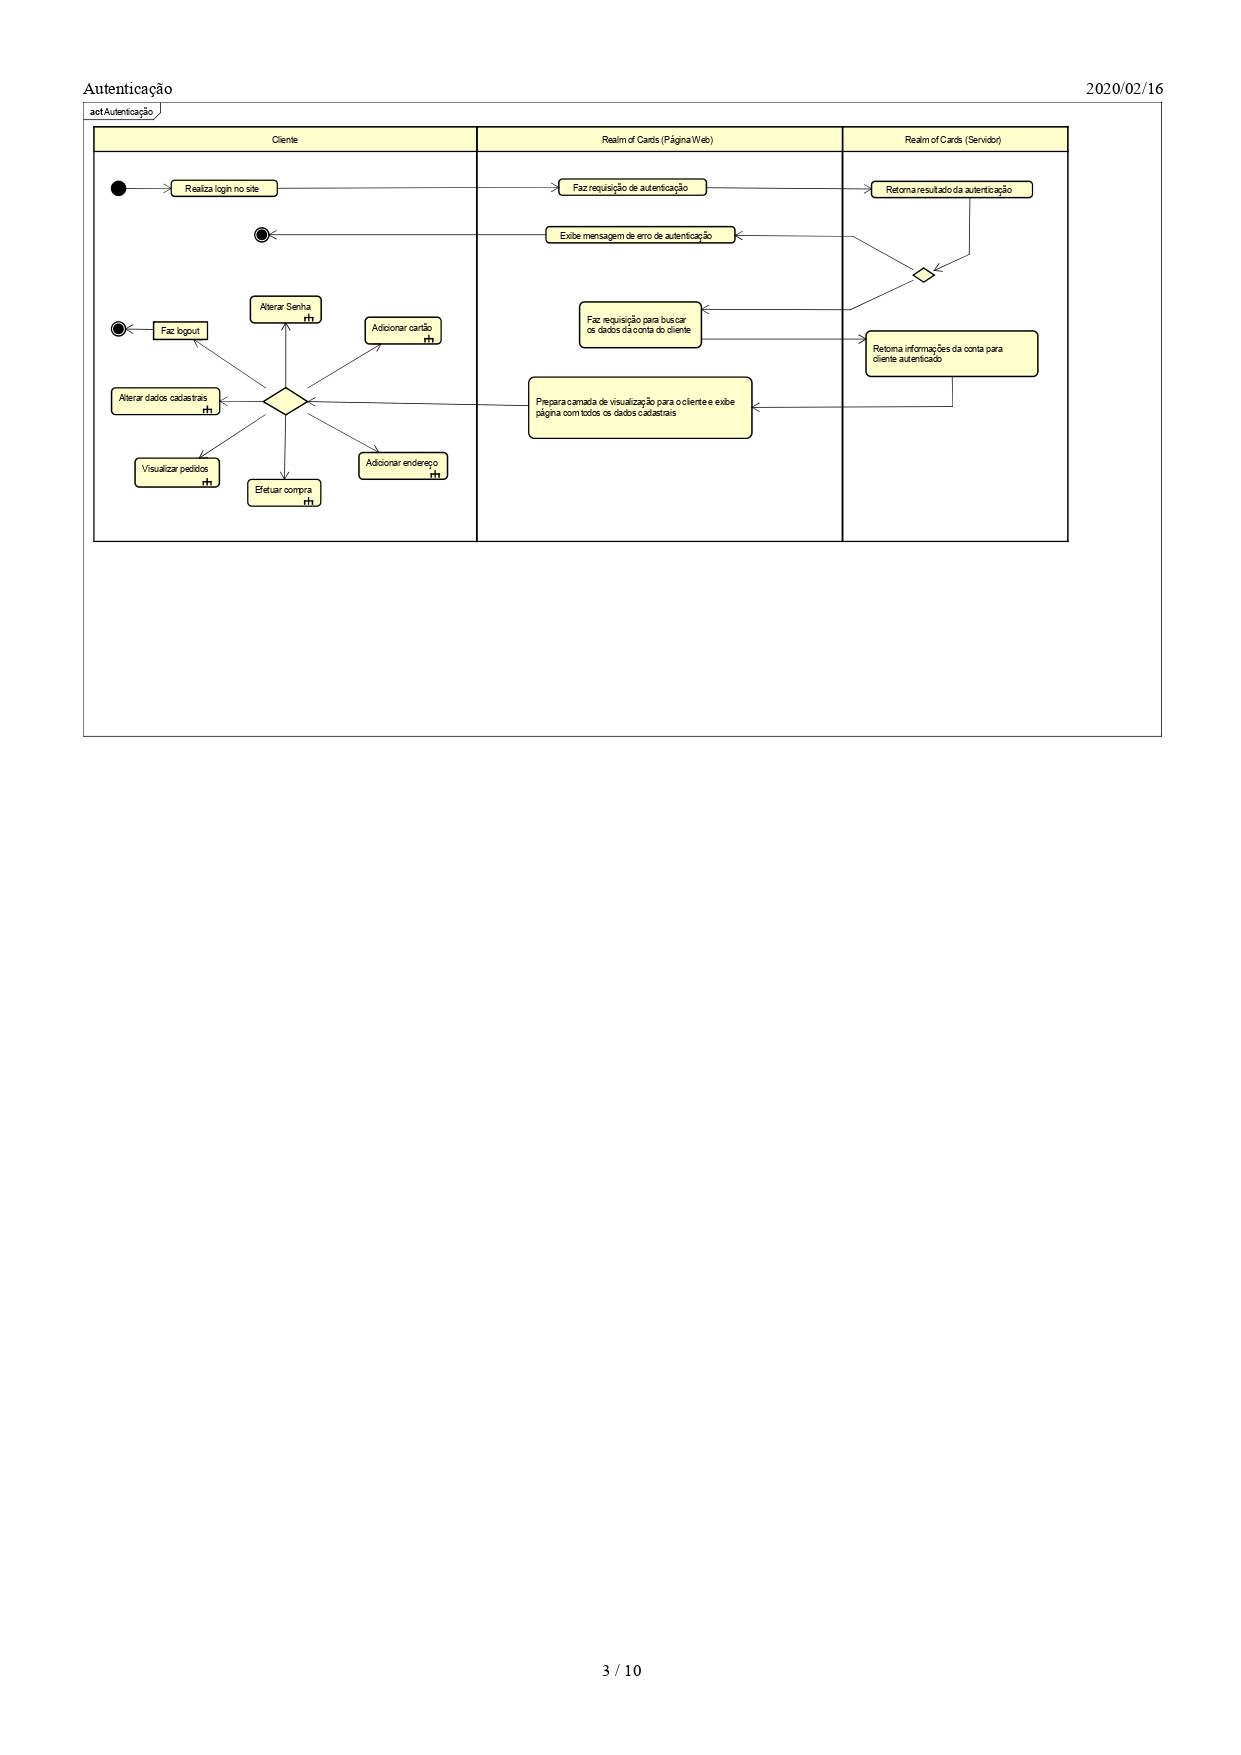 Autenticação
2020/02/16
act Autenticação
Cliente
Realm of Cards (Página Web)
Realm of Cards (Servidor)
Realiza login no site
Faz requisição de autenticação
Retorna resultado da autenticação
Exibe mensagem de erro de autenticação
Alterar Senha
Adicionar cartão
Faz logout
Faz requisição para buscar
os dados da conta do cliente
Retorna informações da conta para
cliente autenticado
Alterar dados cadastrais
Prepara camada de visualização para o cliente e exibe
página com todos os dados cadastrais
Visualizar pedidos
Adicionar endereço
Efetuar compra
3 / 10